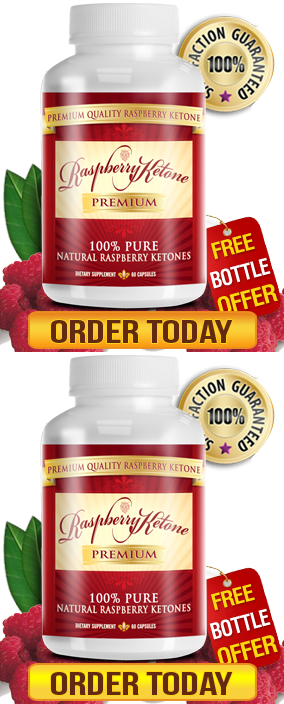 SATISFACTION GUARANTEED
100%
PREMIUM QUALITY RASPBERRY KETONE
Raspberry Ketone
PREMIUM
100% PURE
NATURAL RASPBERRY KETONES
DIETARY SUPPLEMENT 60 CAPSULES
FREE
BOTTLE
OFFER
ORDER TODAY
FACTION GUARANTEED
100%
S
PREMIUM QUALITY RASPBERRY KETONE
Raspberry Ketone
PREMIUM
100% PURE
NATURAL RASPBERRY KETONES
DIETARY SUPPLEMENT 60 CAPSULES
FREE
BOTTLE
OFFER
ORDER TODAY